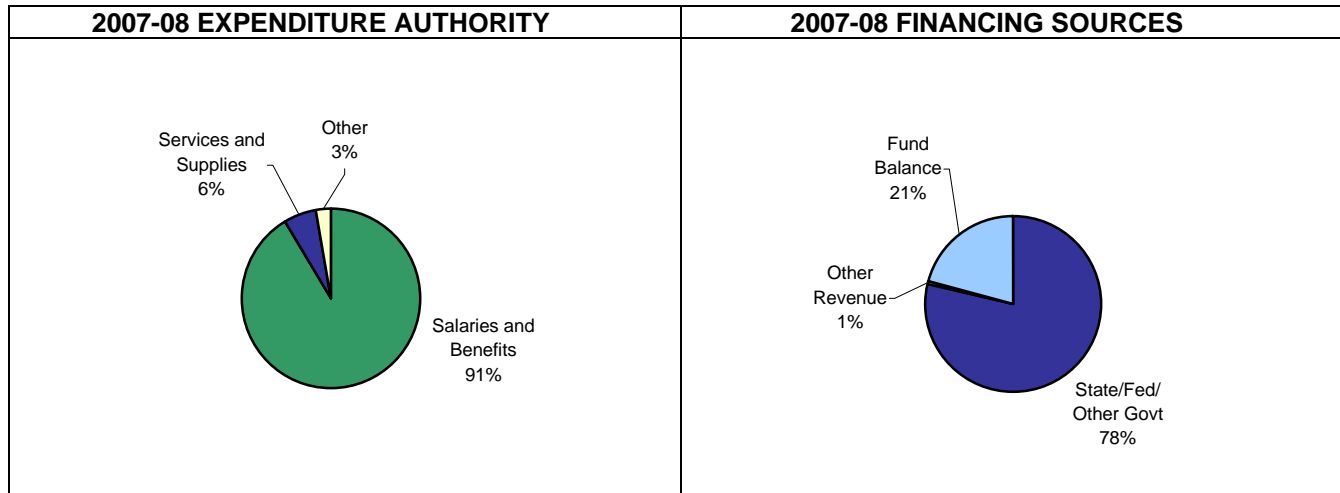 2007-08 EXPENDITURE AUTHORITY
Services and
Supplies
6%
Other
3%
Salaries and
Benefits
91%
2007-08 FINANCING SOURCES
Fund
Balance
21%
Other
Revenue
1%
State/Fed/
Other Govt
78%